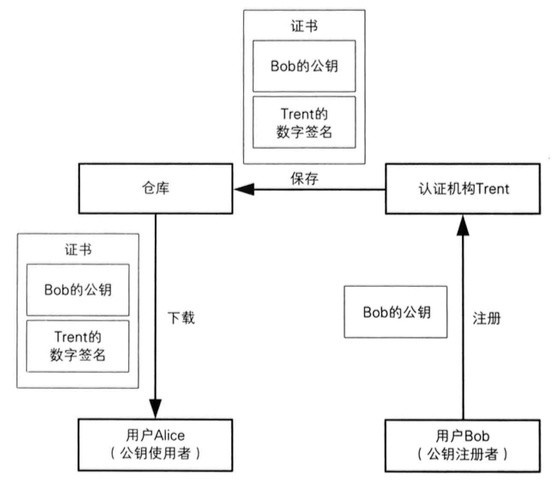 证书
Bob的公钥
Trent的
数字签名
仓库
保存
认证机构Trent
证书
Bob的公钥
Trent的
数字签名
下载
Bob的公钥
注册
用户Alice
（公钥使用者）
用户Bob
（公钥注册者）